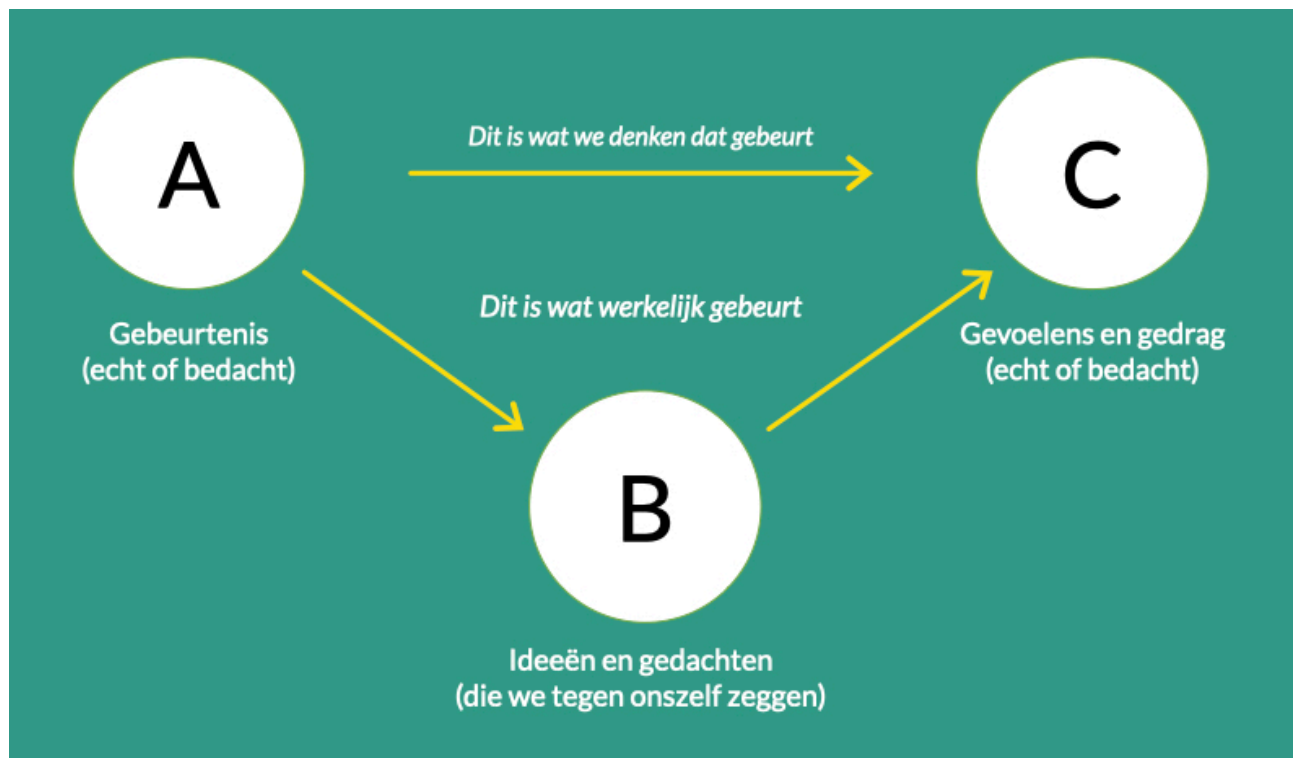 A
Dit is wat we denken dat gebeurt
C
Dit is wat werkelijk gebeurt
Gebeurtenis
(echt of bedacht)
Gevoelens en gedrag
(echt of bedacht)
B
Ideeën en gedachten
(die we tegen onszelf zeggen)